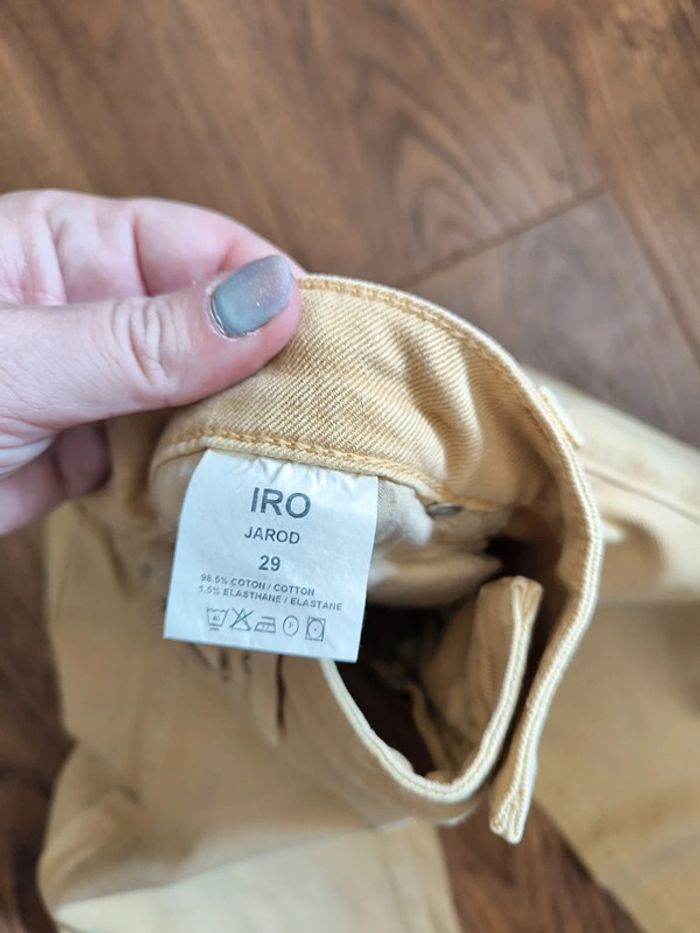 IRO
JAROD
29
98.5% COTON / COTTON
1.5% ELASTHANE / ELASTANE